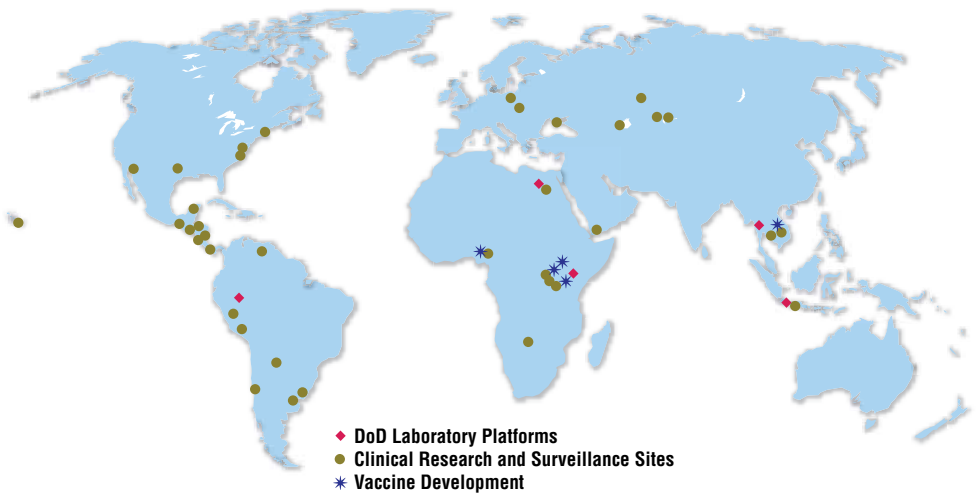 DoD Laboratory Platforms
Clinical Research and Surveillance Sites
Vaccine Development